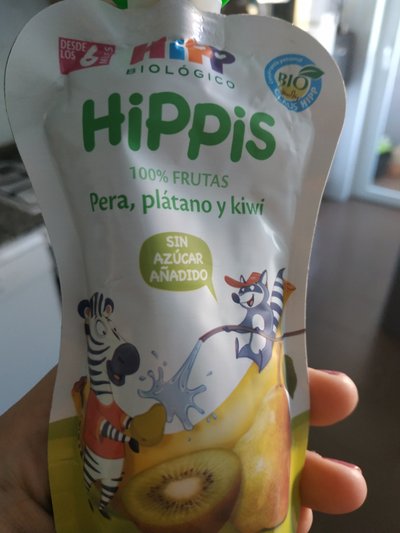 DESDE LOS 6 MESES
HiPP
BIOLÓGICO
BIO
HiPPiS
100% FRUTAS
Pera, plátano y kiwi
SIN
AZÚCAR
AÑADIDO